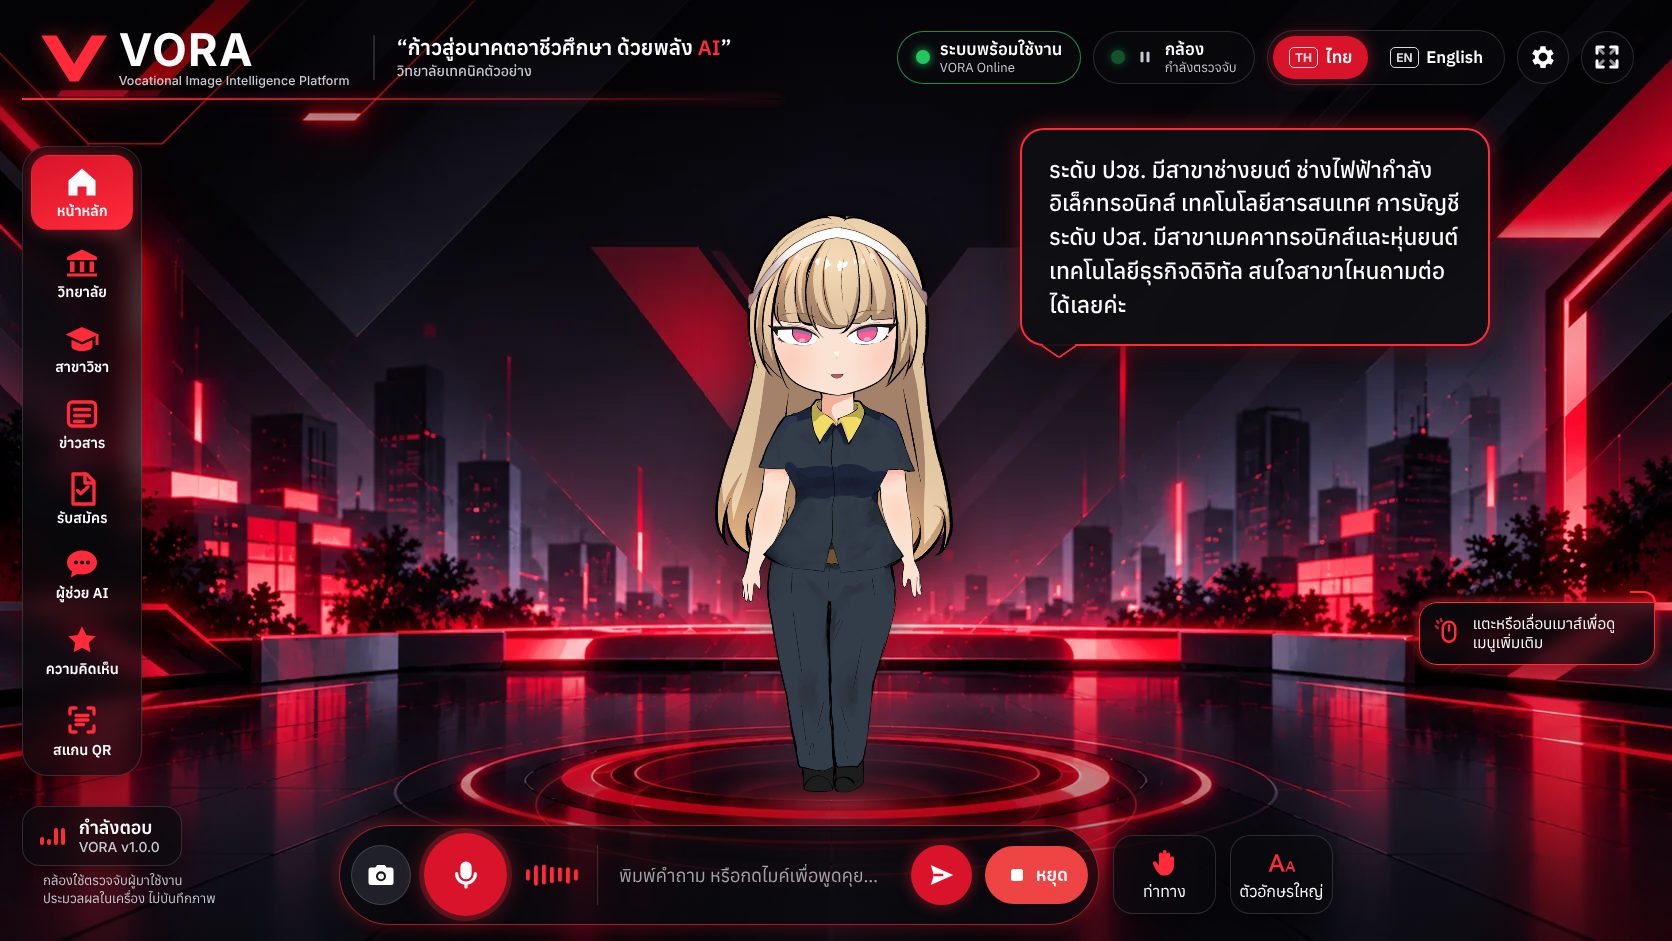 VORA
Vocational Image Intelligence Platform
“ก้าวสู่อนาคตอาชีวศึกษา ด้วยพลัง AI”
วิทยาลัยเทคนิคตัวอย่าง
ระบบพร้อมใช้งาน
VORA Online
กล้อง
กำลังตรวจจับ
TH ไทย
EN English
หน้าหลัก
วิทยาลัย
สาขาวิชา
ข่าวสาร
รับสมัคร
ผู้ช่วย AI
ความคิดเห็น
สแกน QR
ระดับ ปวช. มีสาขาช่างยนต์ ช่างไฟฟ้ากำลัง
อิเล็กทรอนิกส์ เทคโนโลยีสารสนเทศ การบัญชี
ระดับ ปวส. มีสาขาเมคคาทรอนิกส์และหุ่นยนต์
เทคโนโลยีธุรกิจดิจิทัล สนใจสาขาไหนถามต่อ
ได้เลยค่ะ
แตะหรือเลื่อนเมาส์เพื่อดู
เมนูเพิ่มเติม
กำลังตอบ
VORA v1.0.0
กล้องใช้ตรวจจับผู้มาใช้งาน
ประมวลผลในเครื่อง ไม่บันทึกภาพ
พิมพ์คำถาม หรือกดไมค์เพื่อพูดคุย...
หยุด
ท่าทาง
AA
ตัวอักษรใหญ่